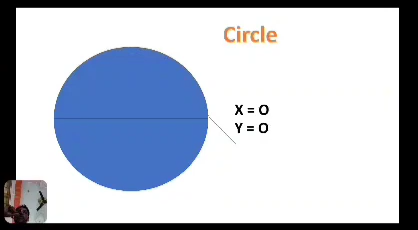 Circle
X = O
Y = O